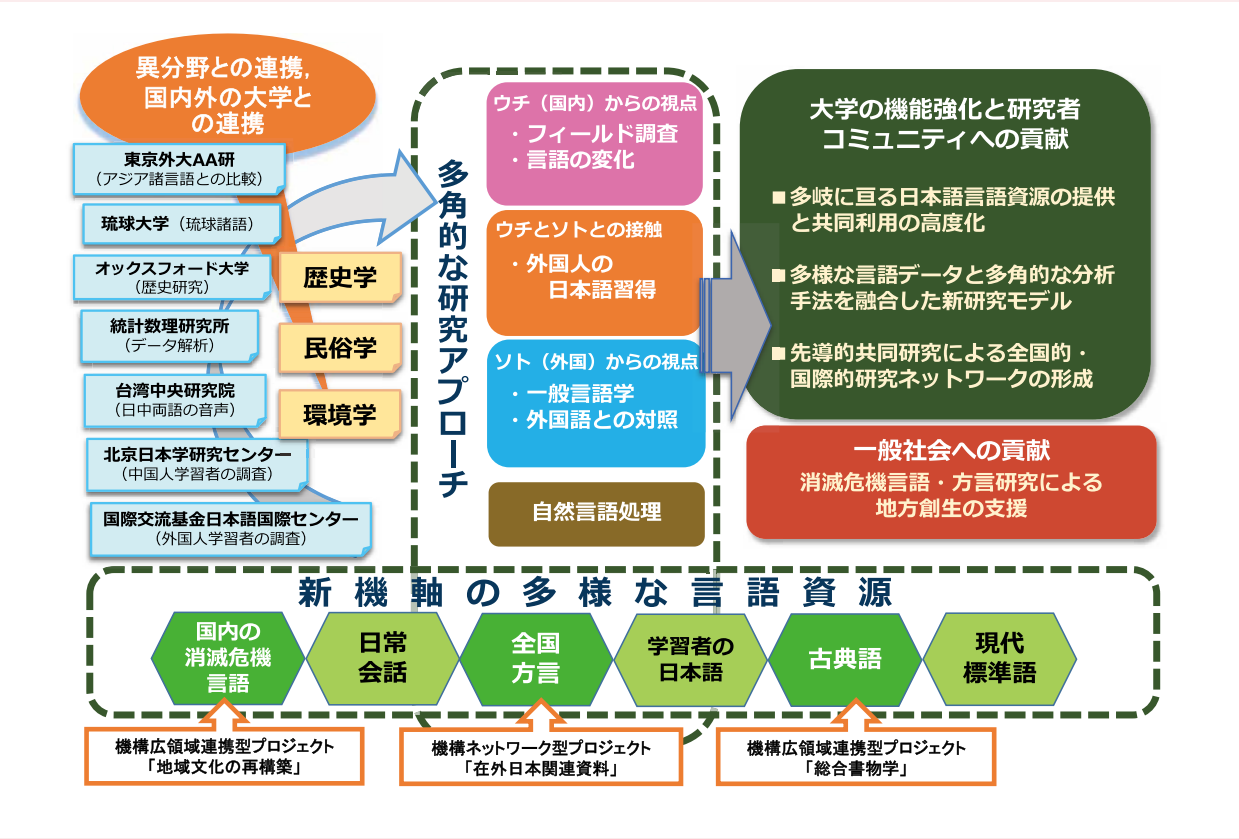 異分野との連携,
国内外の大学と
の連携
東京外大AA研
（アジア諸言語との比較）
琉球大学（琉球諸語）
オックスフォード大学
（歴史研究）
統計数理研究所
（データ解析）
台湾中央研究院
（日中両語の音声）
北京日本学研究センター
（中国人学習者の調査）
国際交流基金日本語国際センター
（外国人学習者の調査）
歴史学
民俗学
環境学
多角的な研究アプローチ
ウチ（国内）からの視点
・フィールド調査
・言語の変化
ウチとソトとの接触
・外国人の
日本語習得
ソト（外国）からの視点
・一般言語学
・外国語との対照
自然言語処理
大学の機能強化と研究者
コミュニティへの貢献
■多岐に亘る日本語言語資源の提供
と共同利用の高度化
■多様な言語データと多角的な分析
手法を融合した新研究モデル
■先導的共同研究による全国的・
国際的研究ネットワークの形成
一般社会への貢献
消滅危機言語・方言研究による
地方創生の支援
新機軸の多様な言語資源
国内の
消滅危機
言語
日常
会話
全国
方言
学習者の
日本語
古典語
現代
標準語
機構広領域連携型プロジェクト
「地域文化の再構築」
機構ネットワーク型プロジェクト
「在外日本関連資料」
機構広領域連携型プロジェクト
「総合書物学」